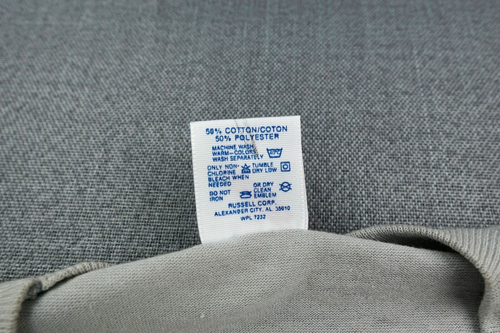 50% COTTON/COTON
50% POLYESTER
MACHINE WASH
WARM-COLORS
WASH SEPARATELY
ONLY NON-
CHLORINE
BLEACH WHEN
NEEDED
TUMBLE
DRY LOW
DO NOT
IRON
OR DRY
CLEAN
EMBLEM
RUSSELL CORP.
ALEXANDER CITY, AL. 35010
WPL 7232